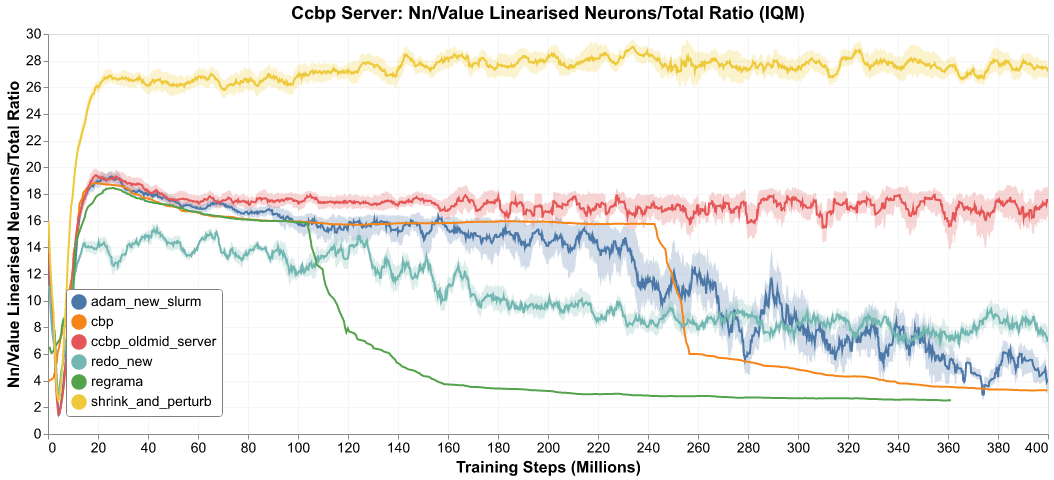 Ccbp Server: Nn/Value Linearised Neurons/Total Ratio (IQM)
Nn/Value Linearised Neurons/Total Ratio
30
28
26
24
22
20
18
16
14
12
10
8
6
4
2
0
adam_new_slurm
cbp
ccbp_oldmid_server
redo_new
regrama
shrink_and_perturb
0 20 40 60 80 100 120 140 160 180 200 220 240 260 280 300 320 340 360 380 400
Training Steps (Millions)